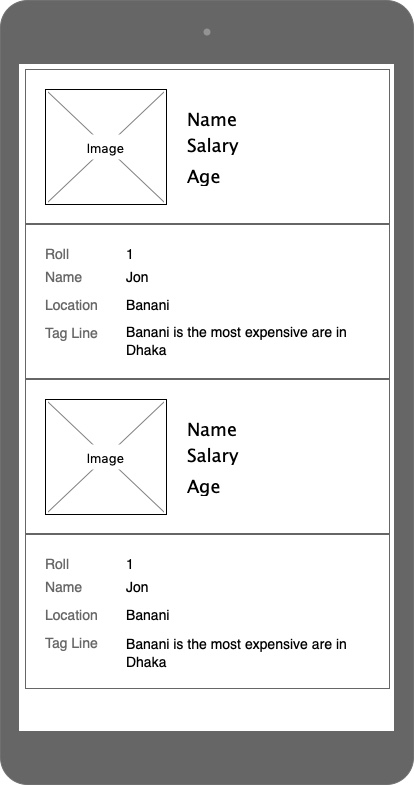 Image
Name
Salary
Age
Roll 1
Name Jon
Location Banani
Tag Line Banani is the most expensive are in
Dhaka
Image
Name
Salary
Age
Roll 1
Name Jon
Location Banani
Tag Line Banani is the most expensive are in
Dhaka